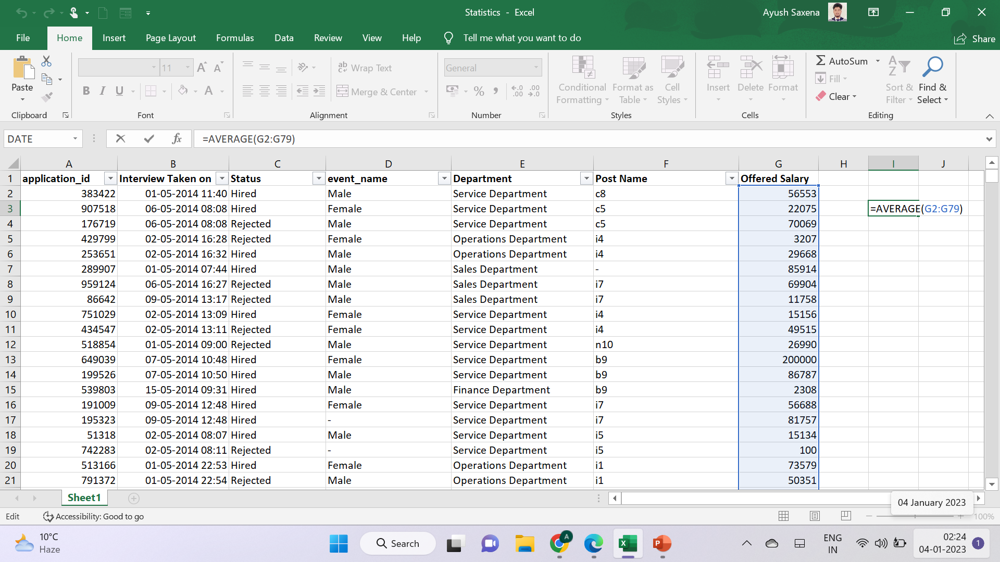 Statistics - Excel
Ayush Saxena
File Home Insert Page Layout Formulas Data Review View Help Tell me what you want to do Share
Paste
11
B I U
ab Wrap Text
Merge & Center
General
% , .00 .00
Conditional Formatting
Format as Table
Cell Styles
Insert Delete Format
AutoSum
Fill
Clear
Sort & Filter
Find & Select
Clipboard Font Alignment Number Styles Cells Editing
DATE fx =AVERAGE(G2:G79)
A B C D E F G H I J
1 application_id Interview Taken on Status event_name Department Post Name Offered Salary
2 383422 01-05-2014 11:40 Hired Male Service Department c8 56553
3 907518 06-05-2014 08:08 Hired Female Service Department c5 22075 =AVERAGE(G2:G79)
4 176719 06-05-2014 08:08 Rejected Male Service Department c5 70069
5 429799 02-05-2014 16:28 Rejected Female Operations Department i4 3207
6 253651 02-05-2014 16:32 Hired Male Operations Department i4 29668
7 289907 01-05-2014 07:44 Hired Male Sales Department - 85914
8 959124 06-05-2014 16:27 Rejected Male Sales Department i7 69904
9 86642 09-05-2014 13:17 Rejected Male Sales Department i7 11758
10 751029 02-05-2014 13:09 Hired Female Service Department i4 15156
11 434547 02-05-2014 13:11 Rejected Female Service Department i4 49515
12 518854 01-05-2014 09:00 Rejected Male Service Department n10 26990
13 649039 07-05-2014 10:48 Hired Female Service Department b9 200000
14 199526 07-05-2014 10:50 Hired Male Service Department b9 86787
15 539803 15-05-2014 09:31 Hired Male Finance Department b9 2308
16 191009 09-05-2014 12:48 Hired Female Service Department i7 56688
17 195323 09-05-2014 12:48 Hired - Service Department i7 81757
18 51318 02-05-2014 08:07 Hired Male Service Department i5 15134
19 742283 02-05-2014 08:11 Rejected - Service Department i5 100
20 513166 01-05-2014 22:53 Hired Female Operations Department i1 73579
21 791372 01-05-2014 22:54 Rejected Male Operations Department i1 50351
Sheet1
04 January 2023
Edit Accessibility: Good to go 100%
10°C
Haze
Search
ENG
IN
02:24
04-01-2023
1